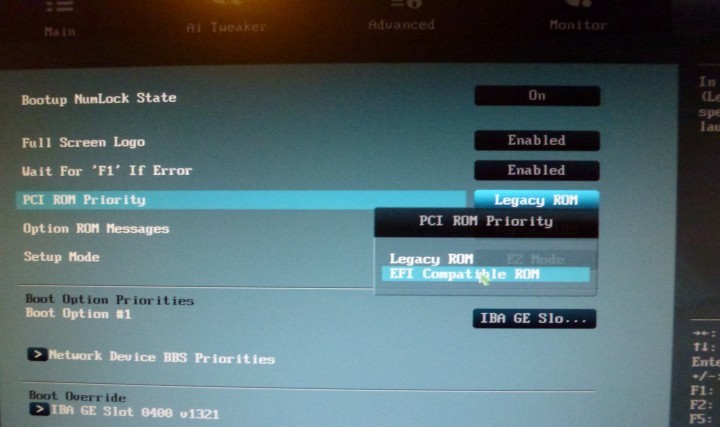 Main
Ai Tweaker
Advanced
Monitor
Bootup NumLock State
On
Full Screen Logo
Enabled
Wait For 'F1' If Error
Enabled
PCI ROM Priority
Legacy ROM
PCI ROM Priority
Option ROM Messages
Setup Mode
EZ Mode
Legacy ROM
EFI Compatible ROM
Boot Option Priorities
Boot Option #1
IBA GE Slo...
> Network Device BBS Priorities
Boot Override
> IBA GE Slot 0400 v1321
In
(Le
spe
lau
→←:
↑↓:
Ente
+/-:
F1:
F2:
F5: